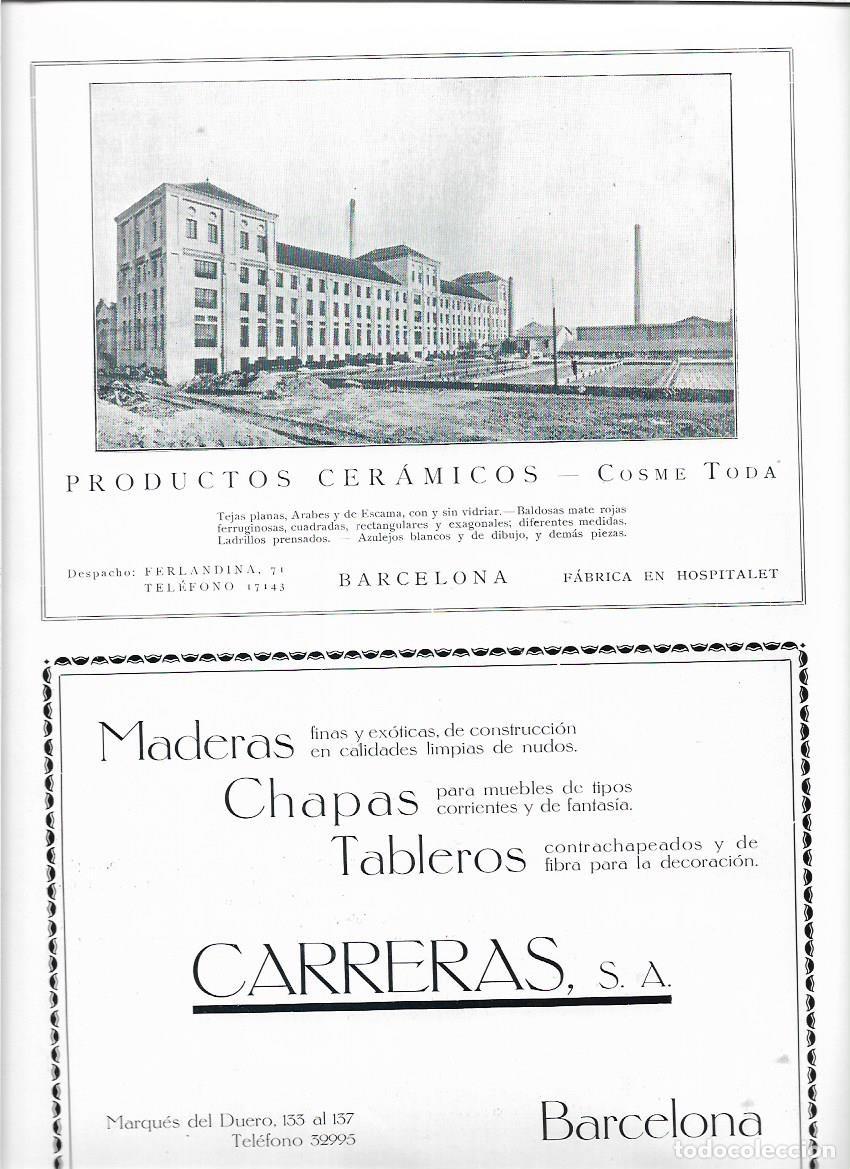 PRODUCTOS CERÁMICOS — COSME TODA
Tejas planas, Arabes y de Escama, con y sin vidriar. — Baldosas mate rojas
ferruginosas, cuadradas, rectangulares y exagonales; diferentes medidas.
Ladrillos prensados. — Azulejos blancos y de dibujo, y demás piezas.
Despacho: FERLANDINA, 71
TELÉFONO 17143
BARCELONA
FÁBRICA EN HOSPITALET
Maderas finas y exóticas, de construcción
en calidades limpias de nudos.
Chapas para muebles de tipos
corrientes y de fantasía.
Tableros contrachapeados y de
fibra para la decoración.
CARRERAS, S. A.
Marqués del Duero, 133 al 137
Teléfono 32995
Barcelona
todocoleccion